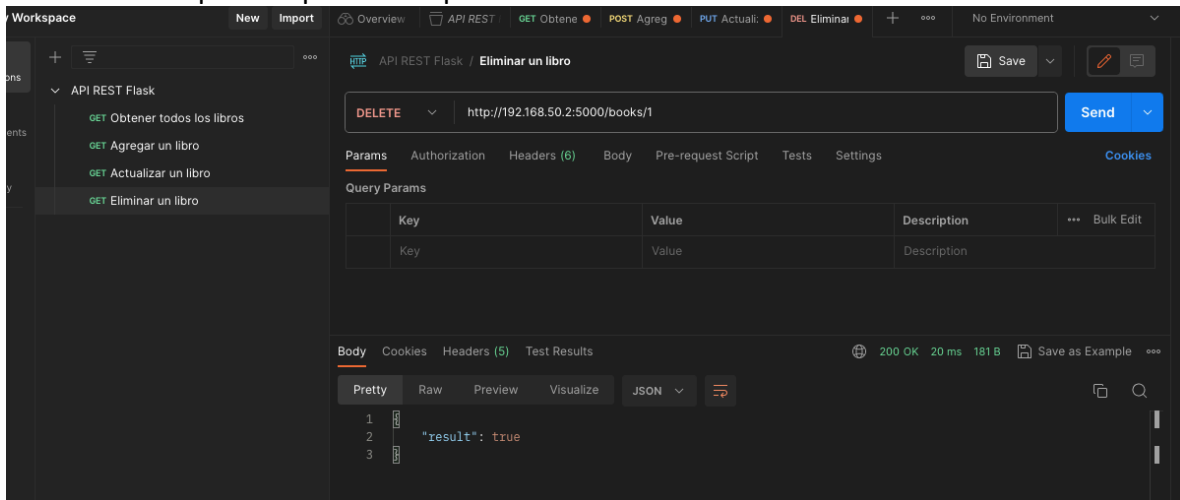 Workspace New Import
Overview API REST GET Obtene POST Agreg PUT Actuali: DEL Eliminar + No Environment
API REST Flask / Eliminar un libro Save
API REST Flask
GET Obtener todos los libros
GET Agregar un libro
GET Actualizar un libro
GET Eliminar un libro
DELETE http://192.168.50.2:5000/books/1 Send
Params Authorization Headers (6) Body Pre-request Script Tests Settings Cookies
Query Params
Key Value Description Bulk Edit
Key Value Description
Body Cookies Headers (5) Test Results 200 OK 20 ms 181 B Save as Example
Pretty Raw Preview Visualize JSON
1 {
2 "result": true
3 }